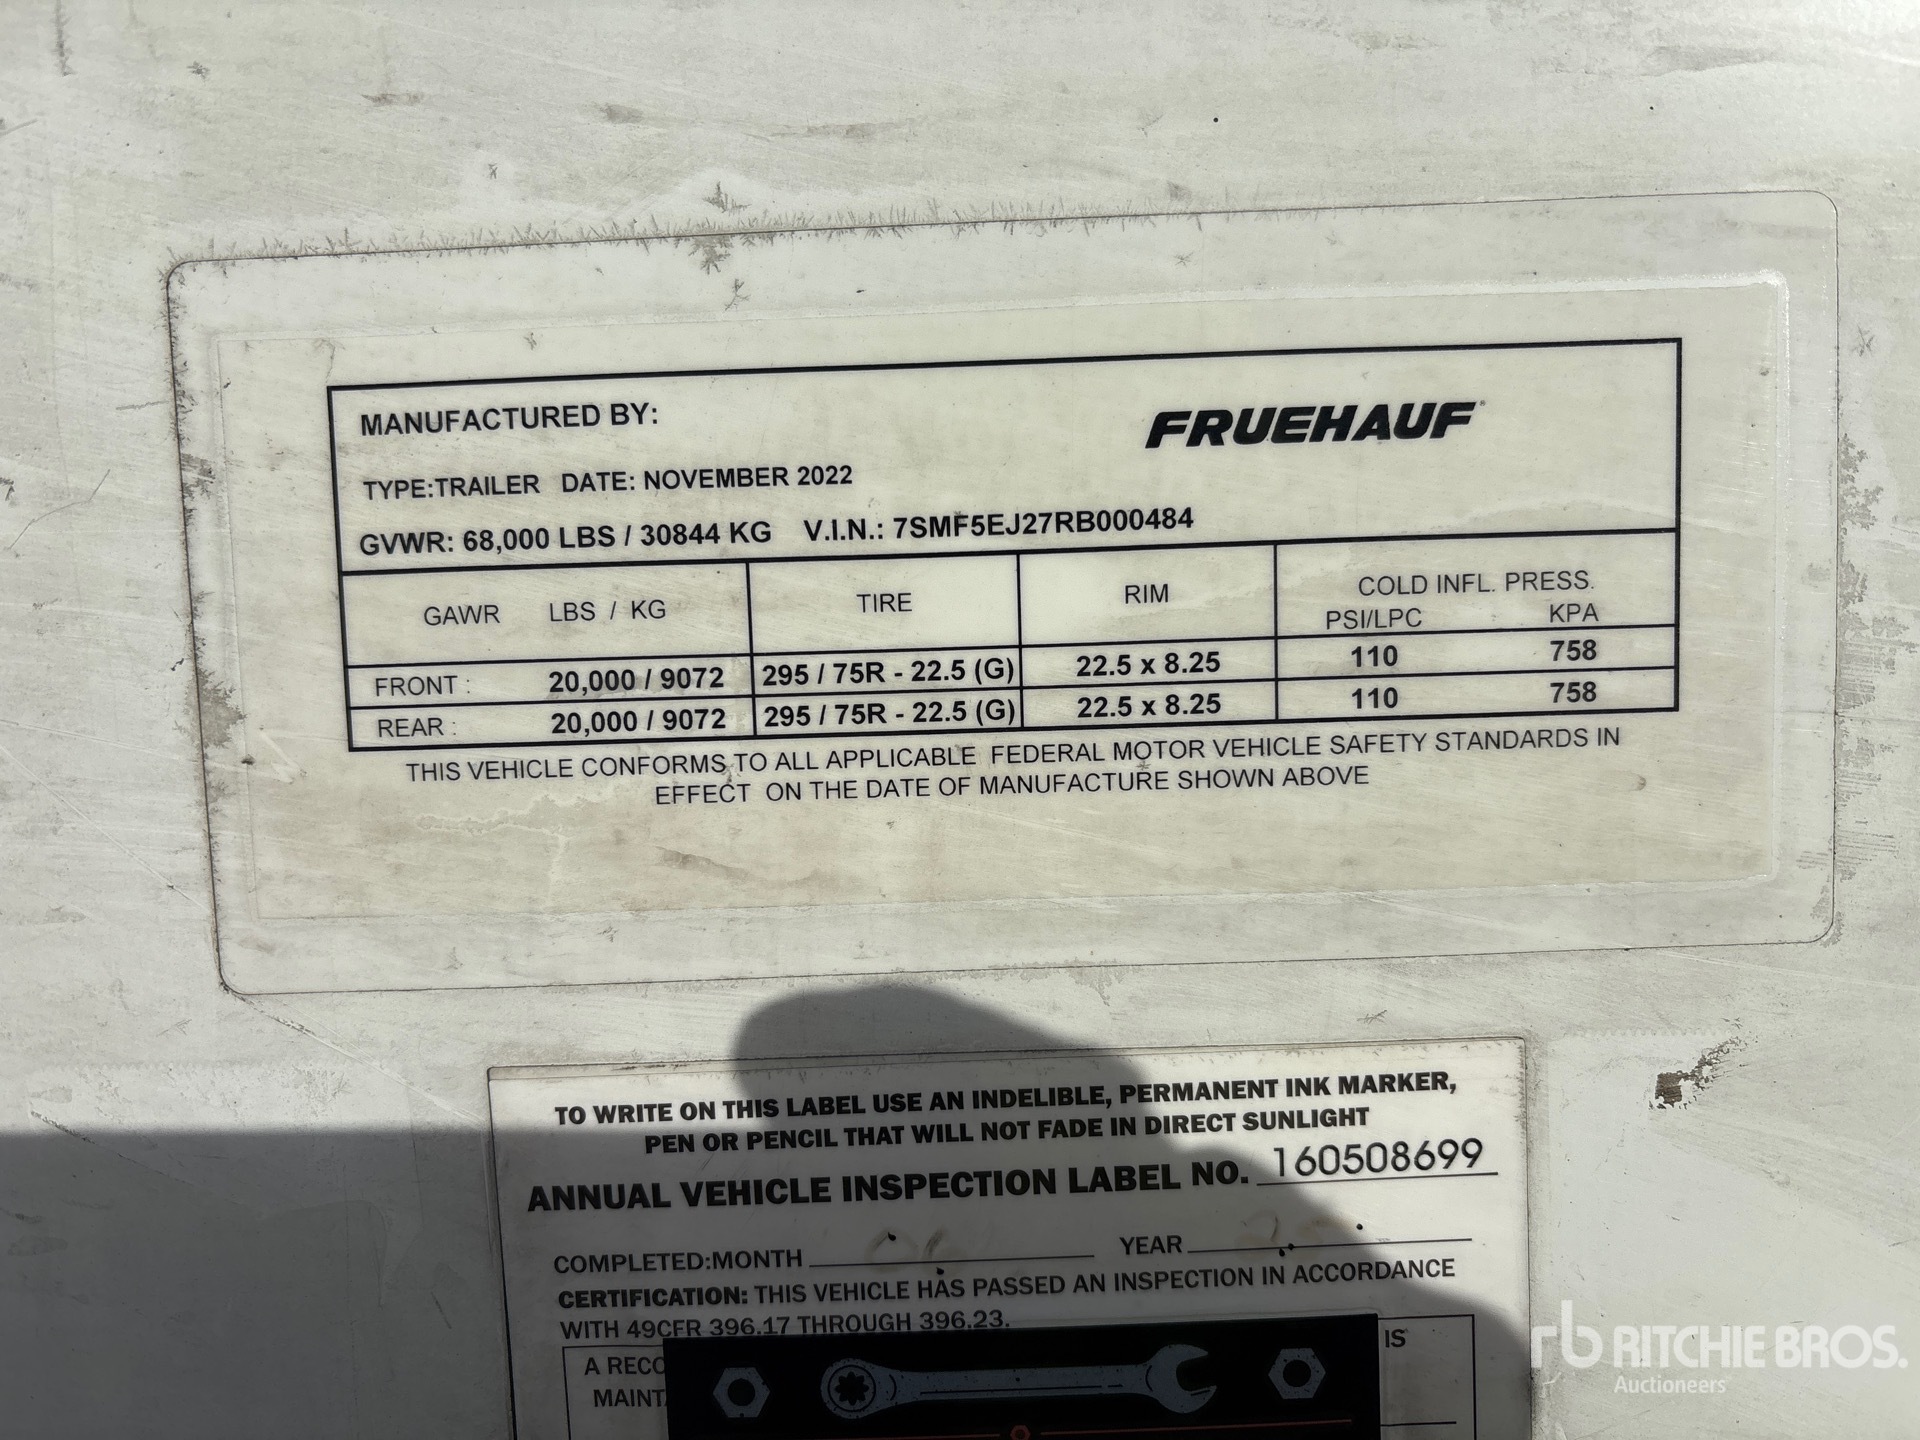 MANUFACTURED BY:
FRUEHAUF®
TYPE:TRAILER DATE: NOVEMBER 2022
GVWR: 68,000 LBS / 30844 KG V.I.N.: 7SMF5EJ27RB000484
GAWR LBS / KG TIRE RIM COLD INFL. PRESS.
PSI/LPC KPA
FRONT : 20,000 / 9072 295 / 75R - 22.5 (G) 22.5 x 8.25 110 758
REAR : 20,000 / 9072 295 / 75R - 22.5 (G) 22.5 x 8.25 110 758
THIS VEHICLE CONFORMS TO ALL APPLICABLE FEDERAL MOTOR VEHICLE SAFETY STANDARDS IN
EFFECT ON THE DATE OF MANUFACTURE SHOWN ABOVE
TO WRITE ON THIS LABEL USE AN INDELIBLE, PERMANENT INK MARKER,
PEN OR PENCIL THAT WILL NOT FADE IN DIRECT SUNLIGHT
ANNUAL VEHICLE INSPECTION LABEL NO. 160508699
COMPLETED:MONTH YEAR
CERTIFICATION: THIS VEHICLE HAS PASSED AN INSPECTION IN ACCORDANCE
WITH 49CFR 396.17 THROUGH 396.23.
A RECO IS
MAINT
rb RITCHIE BROS.
Auctioneers